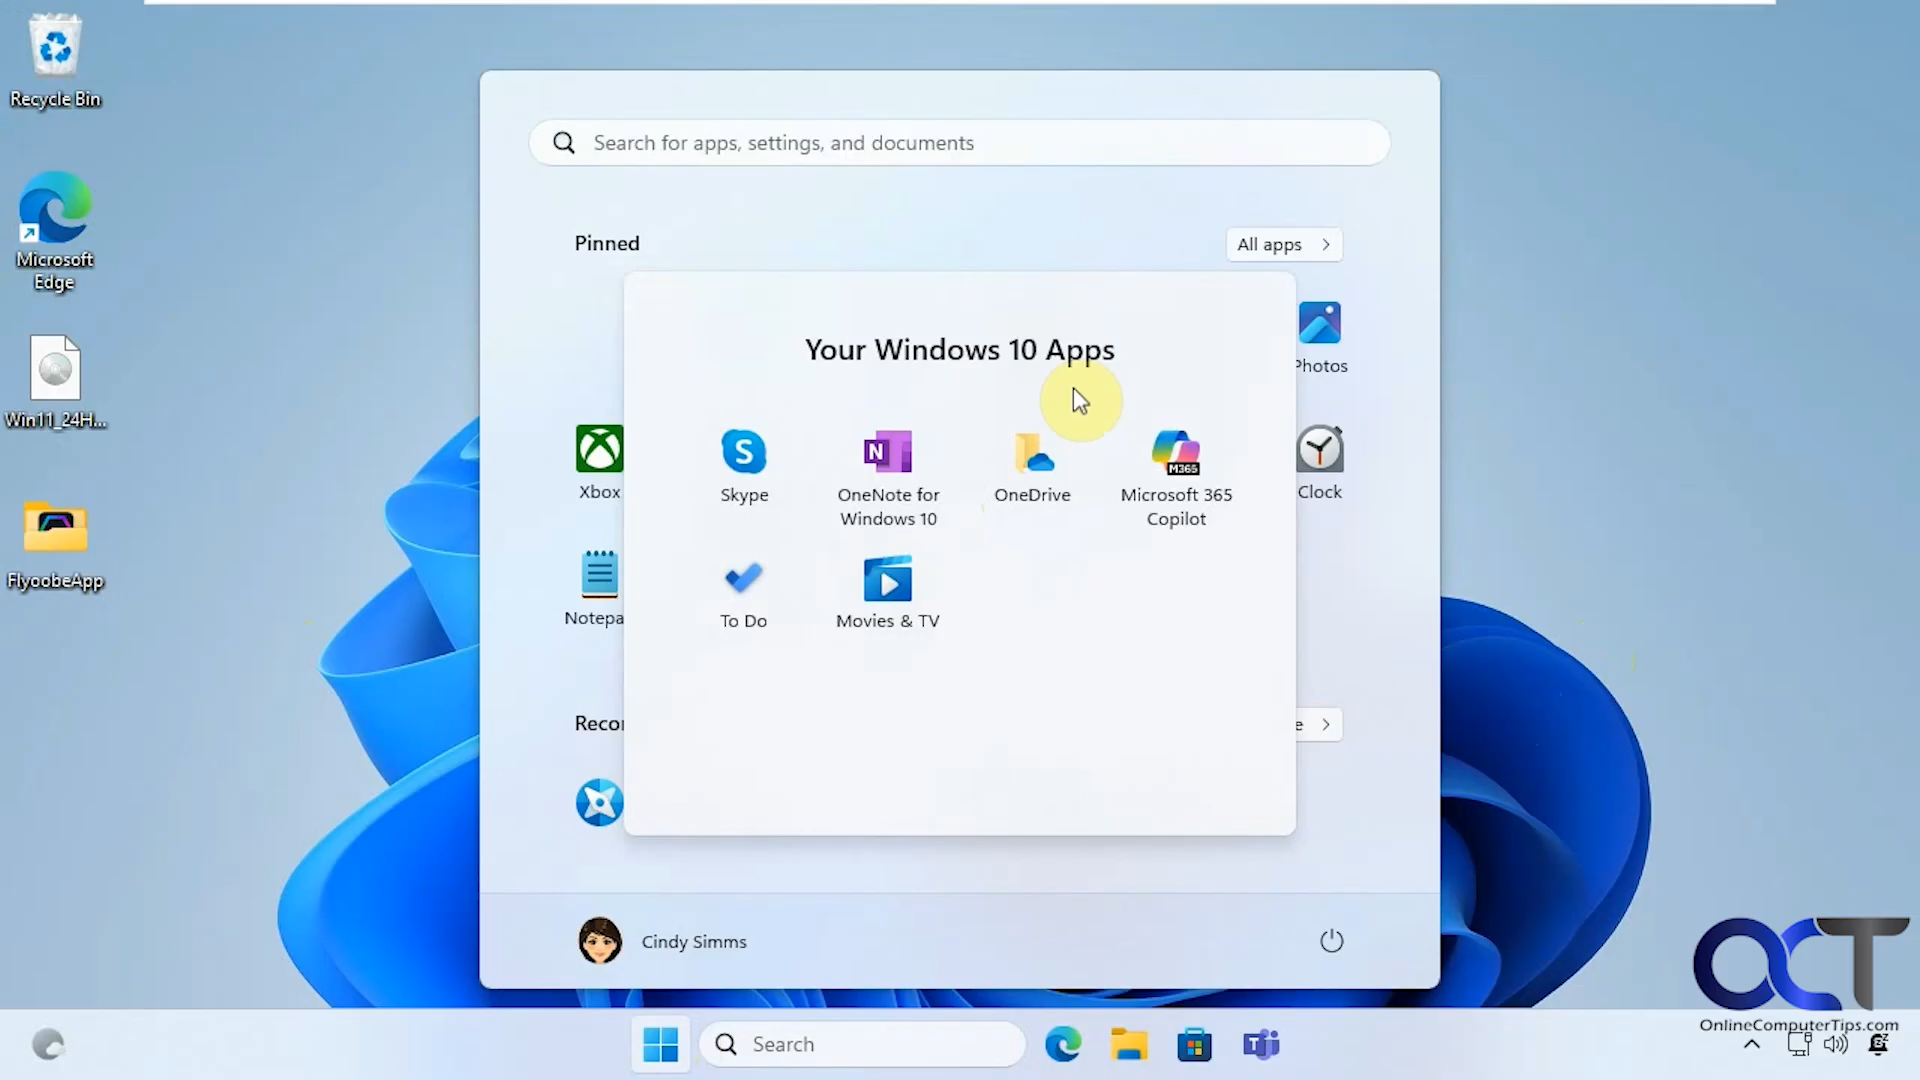 Recycle Bin
Microsoft
Edge
Win11_24H...
FlyoobeApp
Search for apps, settings, and documents
Pinned
All apps
Your Windows 10 Apps
Photos
Xbox
Skype
OneNote for
Windows 10
OneDrive
M365
Microsoft 365
Copilot
Clock
Notepa
To Do
Movies & TV
Recor
e
Cindy Simms
Search
OCT
OnlineComputerTips.com